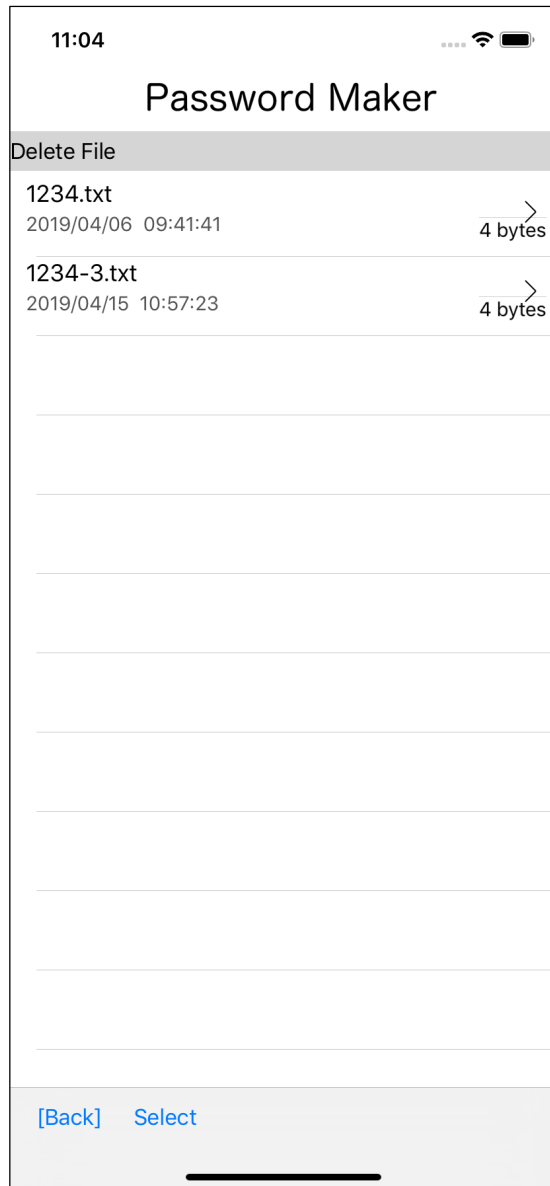 11:04
Password Maker
Delete File
1234.txt
2019/04/06 09:41:41
4 bytes
1234-3.txt
2019/04/15 10:57:23
4 bytes
[Back] Select